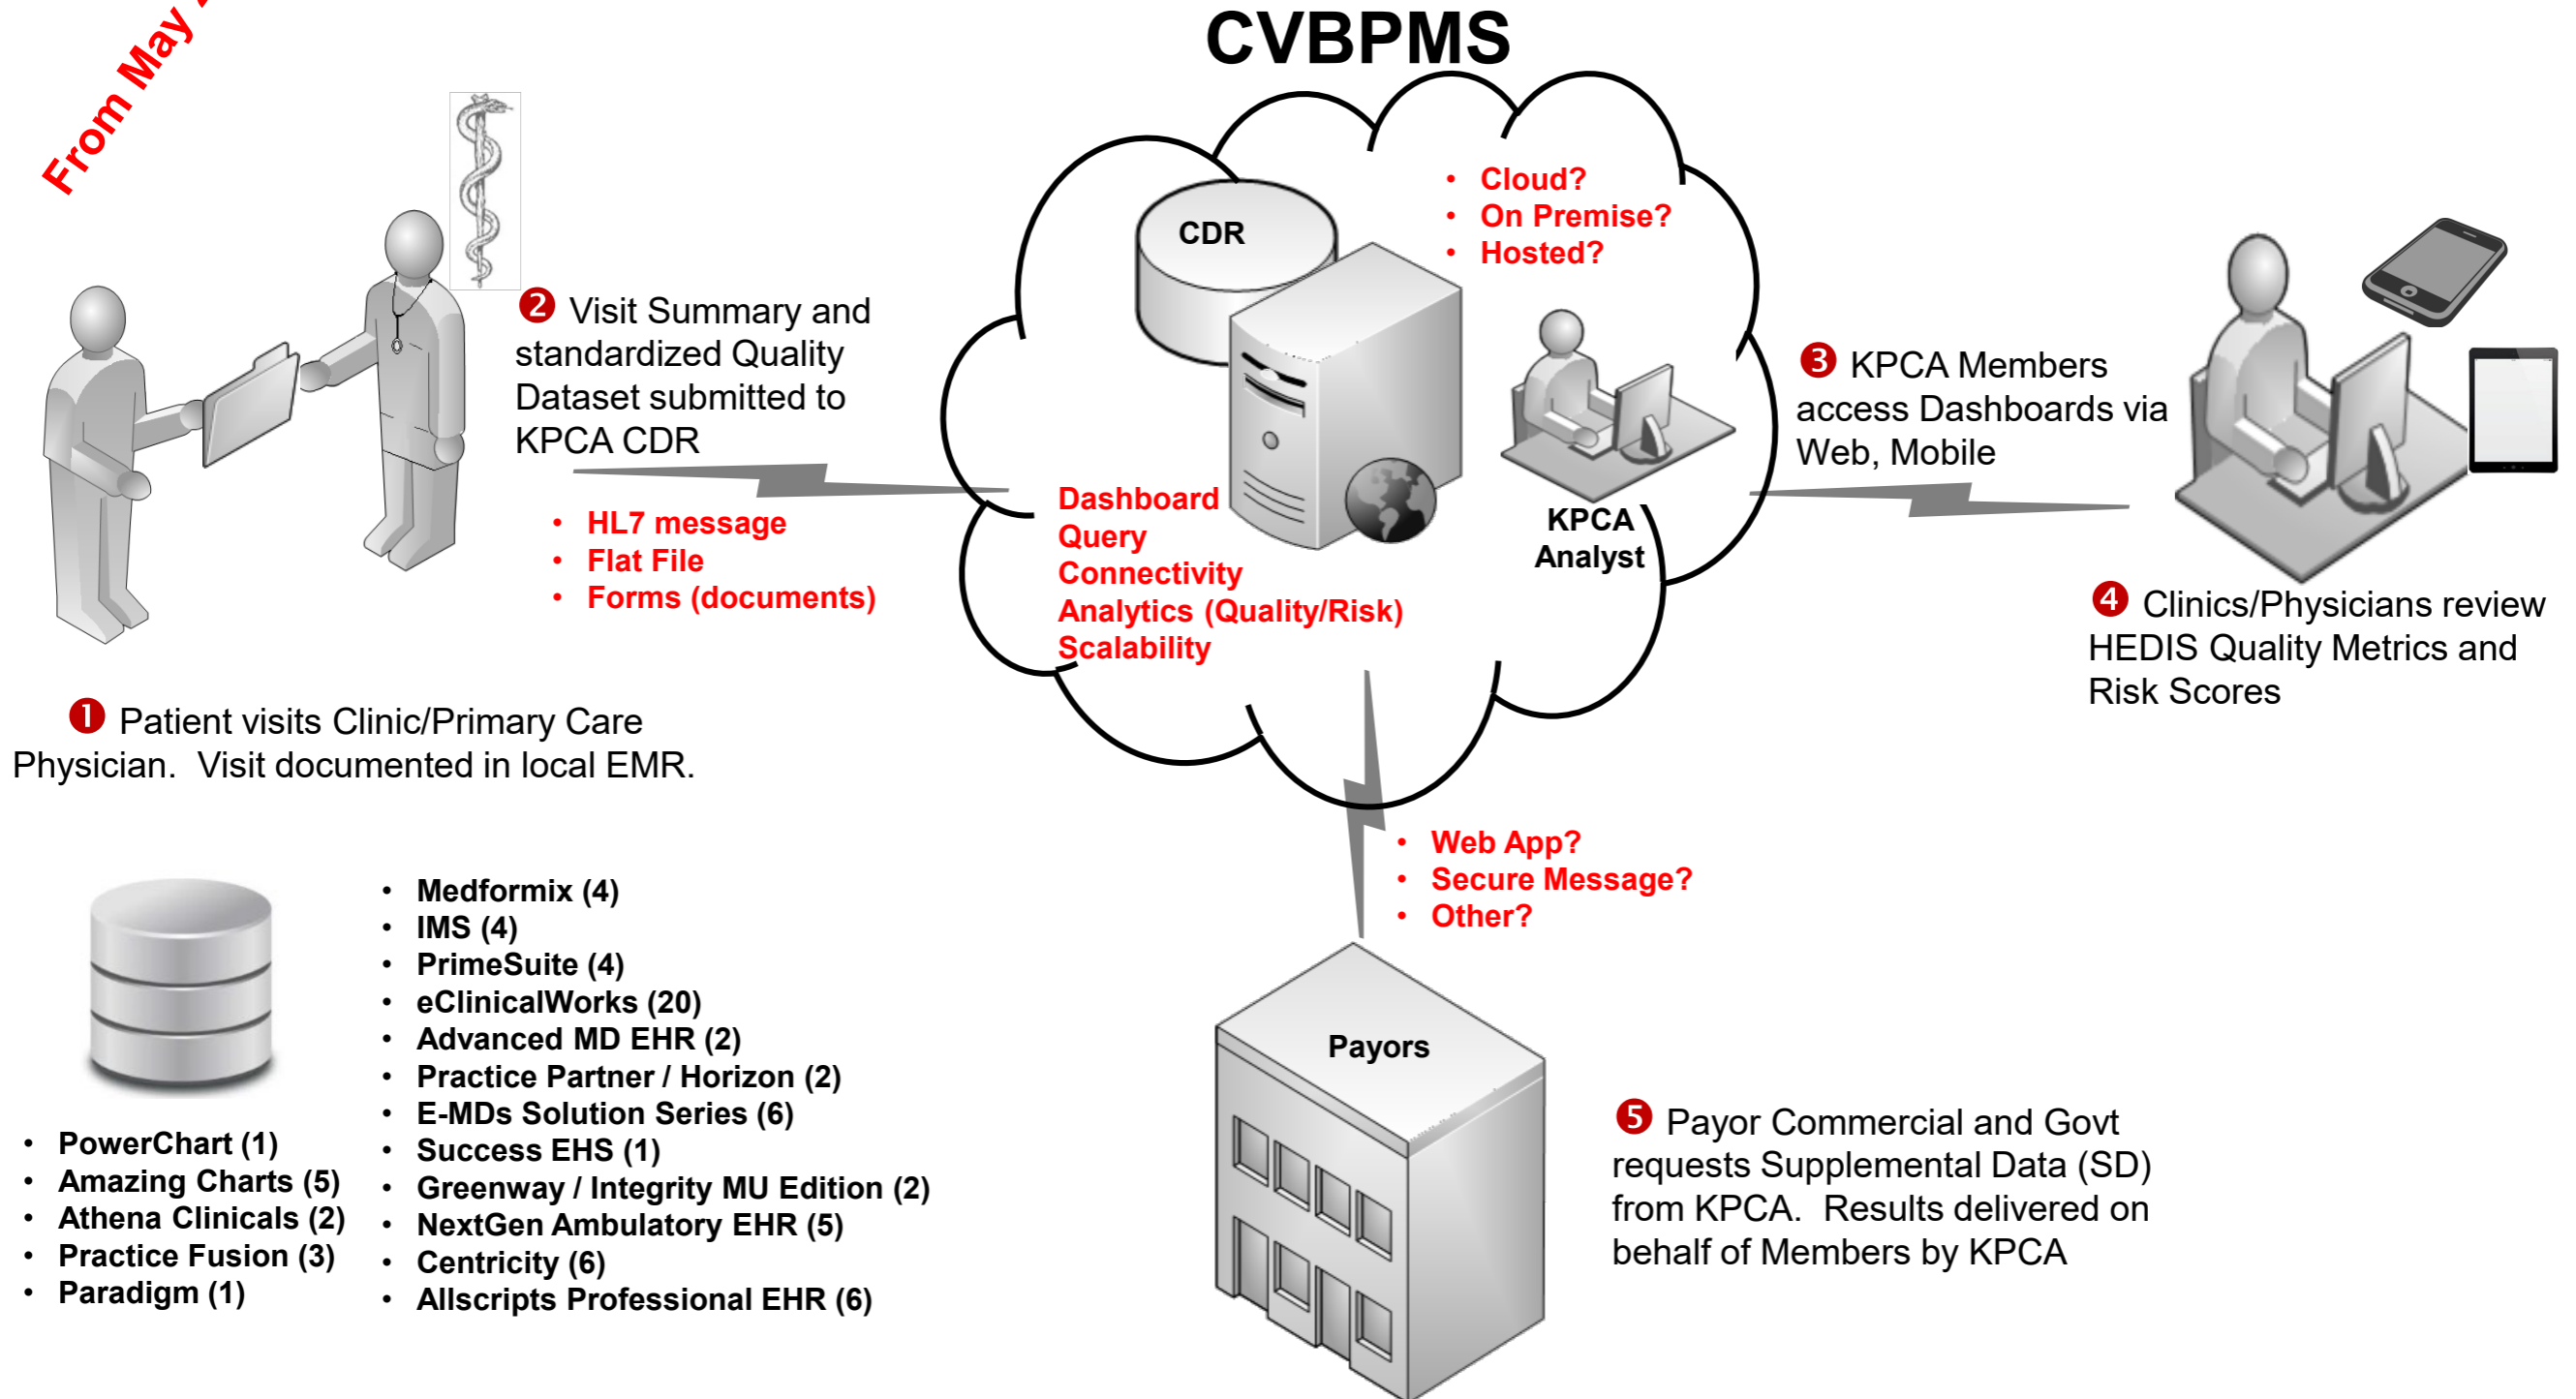 From May
CVBPMS
CDR
• Cloud?
• On Premise?
• Hosted?
❷ Visit Summary and
standardized Quality
Dataset submitted to
KPCA CDR
• HL7 message
• Flat File
• Forms (documents)
Dashboard
Query
Connectivity
Analytics (Quality/Risk)
Scalability
KPCA
Analyst
❸ KPCA Members
access Dashboards via
Web, Mobile
❹ Clinics/Physicians review
HEDIS Quality Metrics and
Risk Scores
❶ Patient visits Clinic/Primary Care
Physician. Visit documented in local EMR.
• PowerChart (1)
• Amazing Charts (5)
• Athena Clinicals (2)
• Practice Fusion (3)
• Paradigm (1)
• Medformix (4)
• IMS (4)
• PrimeSuite (4)
• eClinicalWorks (20)
• Advanced MD EHR (2)
• Practice Partner / Horizon (2)
• E-MDs Solution Series (6)
• Success EHS (1)
• Greenway / Integrity MU Edition (2)
• NextGen Ambulatory EHR (5)
• Centricity (6)
• Allscripts Professional EHR (6)
• Web App?
• Secure Message?
• Other?
Payors
❺ Payor Commercial and Govt
requests Supplemental Data (SD)
from KPCA. Results delivered on
behalf of Members by KPCA